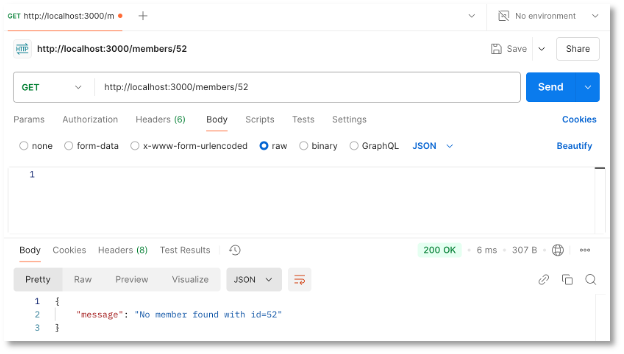 GET http://localhost:3000/m
No environment
HTTP http://localhost:3000/members/52
Save
Share
GET http://localhost:3000/members/52
Send
Params Authorization Headers (6) Body Scripts Tests Settings Cookies
none form-data x-www-form-urlencoded raw binary GraphQL JSON Beautify
1
Body Cookies Headers (8) Test Results 200 OK • 6 ms • 307 B •
Pretty Raw Preview Visualize JSON
1 {
2 "message": "No member found with id=52"
3 }